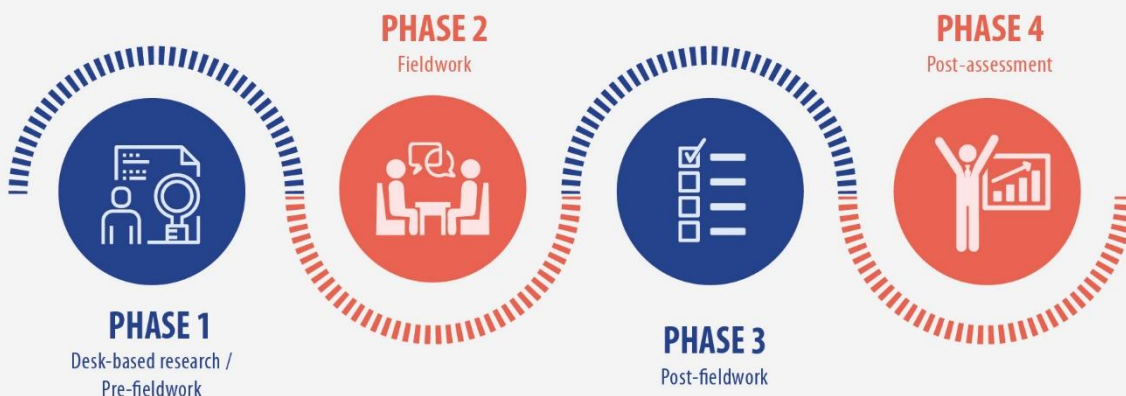 PHASE 1
Desk-based research /
Pre-fieldwork
PHASE 2
Fieldwork
PHASE 3
Post-fieldwork
PHASE 4
Post-assessment